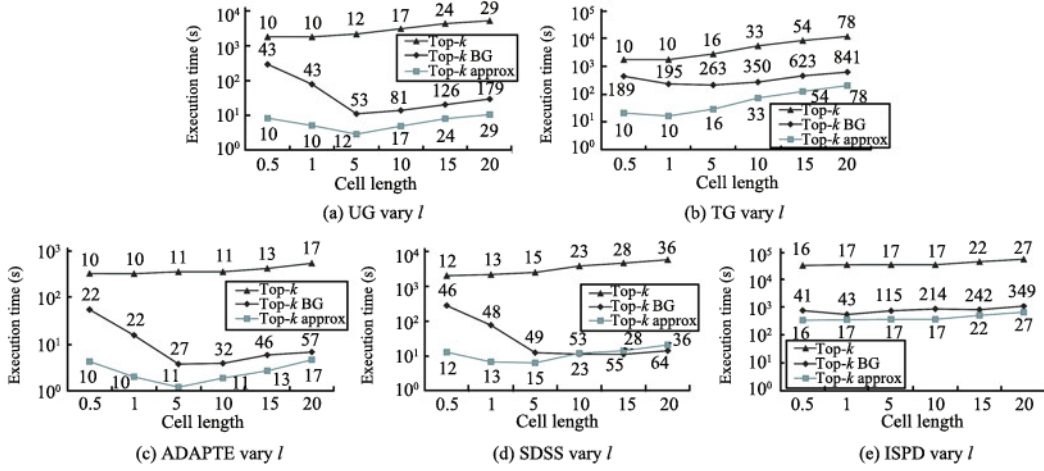 10⁴
10³
10²
10¹
10⁰
Execution time (s)
10 10 12 17 24 29
Top-k
Top-k BG
Top-k approx
43 43 53 81 126 179
10 10 12 17 24 29
0.5 1 5 10 15 20
Cell length
(a) UG vary l
10⁵
10⁴
10³
10²
10¹
10⁰
Execution time (s)
10 10 16 33 54 78
Top-k
Top-k BG
Top-k approx
189 195 263 350 623 841
10 10 16 33 54 78
0.5 1 5 10 15 20
Cell length
(b) TG vary l
10³
10²
10¹
10⁰
Execution time (s)
10 10 11 11 13 17
Top-k
Top-k BG
Top-k approx
22 22 27 32 46 57
10 10 11 11 13 17
0.5 1 5 10 15 20
Cell length
(c) ADAPTE vary l
10⁴
10³
10²
10¹
10⁰
Execution time (s)
12 13 15 23 28 36
Top-k
Top-k BG
Top-k approx
46 48 49 53 55 64
12 13 15 23 28 36
0.5 1 5 10 15 20
Cell length
(d) SDSS vary l
10⁵
10⁴
10³
10²
10¹
10⁰
Execution time (s)
16 17 17 17 22 27
41 43 115 214 242 349
16 17 17 17 22 27
Top-k
Top-k BG
Top-k approx
0.5 1 5 10 15 20
Cell length
(e) ISPD vary l